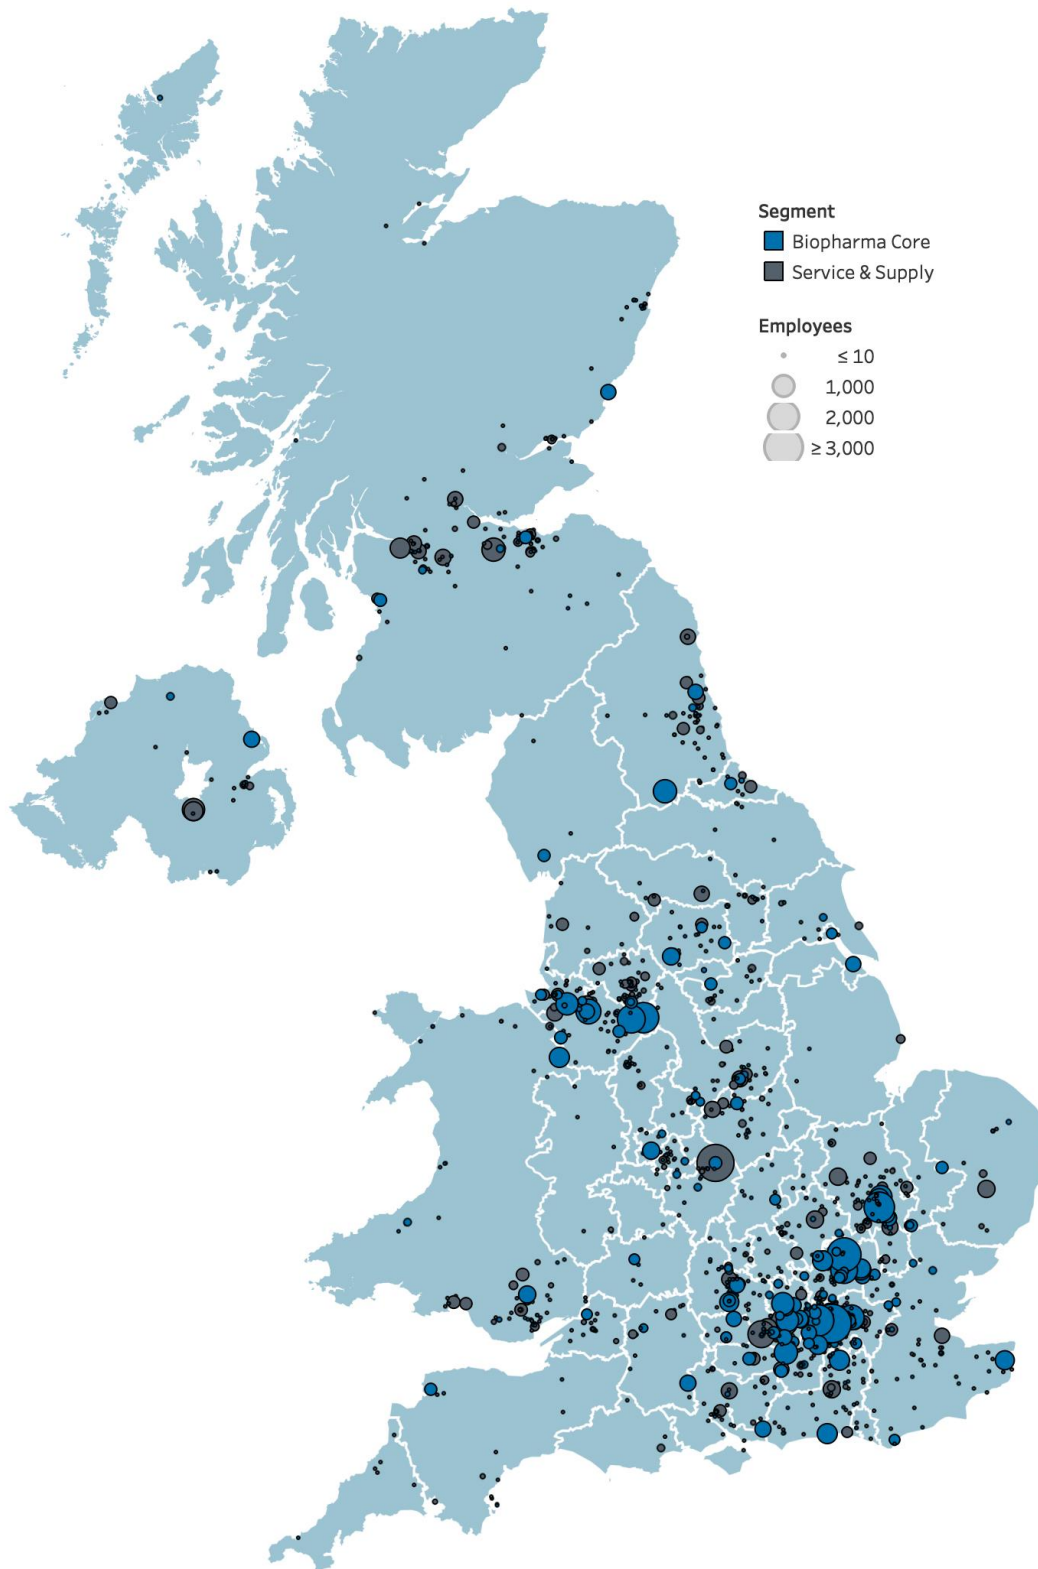 Segment
Biopharma Core
Service & Supply
Employees
≤ 10
1,000
2,000
≥ 3,000